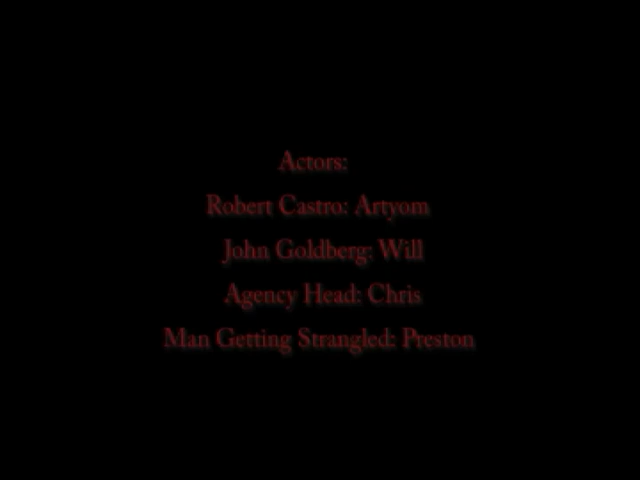 Actors:
Robert Castro: Artyom
John Goldberg: Will
Agency Head: Chris
Man Getting Strangled: Preston